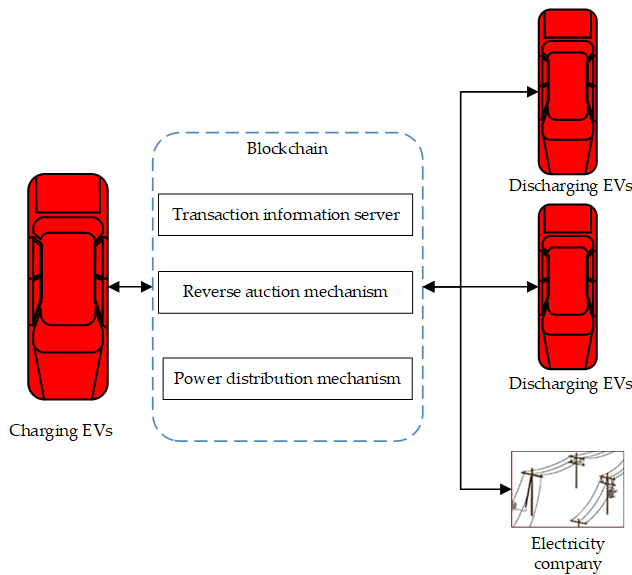 Blockchain
Discharging EVs
Transaction information server
Reverse auction mechanism
Power distribution mechanism
Discharging EVs
Charging EVs
Electricity
company